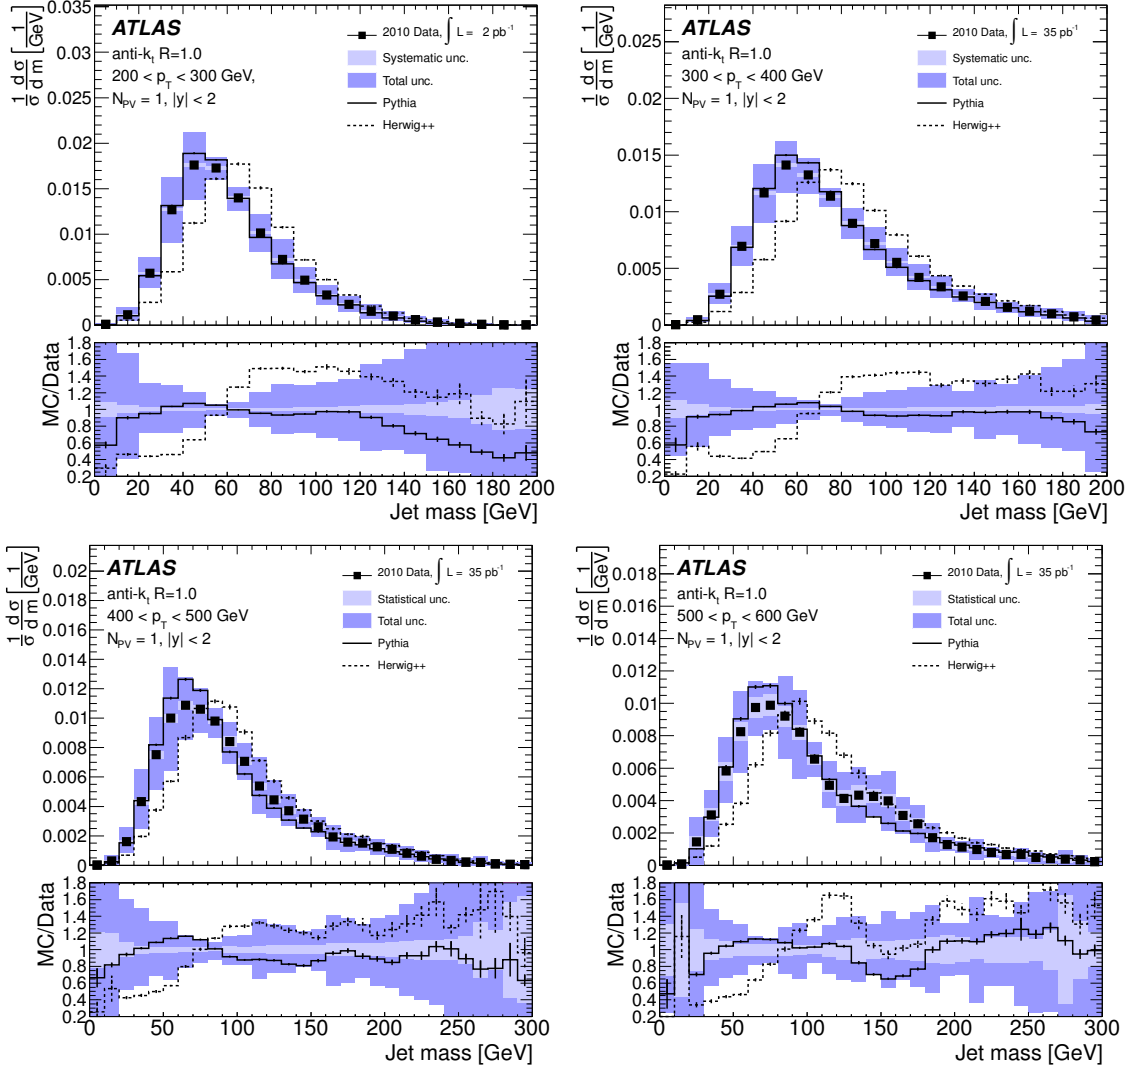 ATLAS
anti-kt R=1.0
200 < pT < 300 GeV,
NPV = 1, |y| < 2
2010 Data, ∫ L = 2 pb-1
Systematic unc.
Total unc.
Pythia
Herwig++
1/σ dσ/dm [1/GeV]
0.035
0.03
0.025
0.02
0.015
0.01
0.005
0
MC/Data
1.8
1.6
1.4
1.2
1
0.8
0.6
0.4
0.2
0 20 40 60 80 100 120 140 160 180 200
Jet mass [GeV]
ATLAS
anti-kt R=1.0
300 < pT < 400 GeV
NPV = 1, |y| < 2
2010 Data, ∫ L = 35 pb-1
Systematic unc.
Total unc.
Pythia
Herwig++
1/σ dσ/dm [1/GeV]
0.025
0.02
0.015
0.01
0.005
0
MC/Data
1.8
1.6
1.4
1.2
1
0.8
0.6
0.4
0.2
0 20 40 60 80 100 120 140 160 180 200
Jet mass [GeV]
ATLAS
anti-kt R=1.0
400 < pT < 500 GeV
NPV = 1, |y| < 2
2010 Data, ∫ L = 35 pb-1
Statistical unc.
Total unc.
Pythia
Herwig++
1/σ dσ/dm [1/GeV]
0.02
0.018
0.016
0.014
0.012
0.01
0.008
0.006
0.004
0.002
0
MC/Data
1.8
1.6
1.4
1.2
1
0.8
0.6
0.4
0.2
0 50 100 150 200 250 300
Jet mass [GeV]
ATLAS
anti-kt R=1.0
500 < pT < 600 GeV
NPV = 1, |y| < 2
2010 Data, ∫ L = 35 pb-1
Statistical unc.
Total unc.
Pythia
Herwig++
1/σ dσ/dm [1/GeV]
0.018
0.016
0.014
0.012
0.01
0.008
0.006
0.004
0.002
0
MC/Data
1.8
1.6
1.4
1.2
1
0.8
0.6
0.4
0.2
0 50 100 150 200 250 300
Jet mass [GeV]